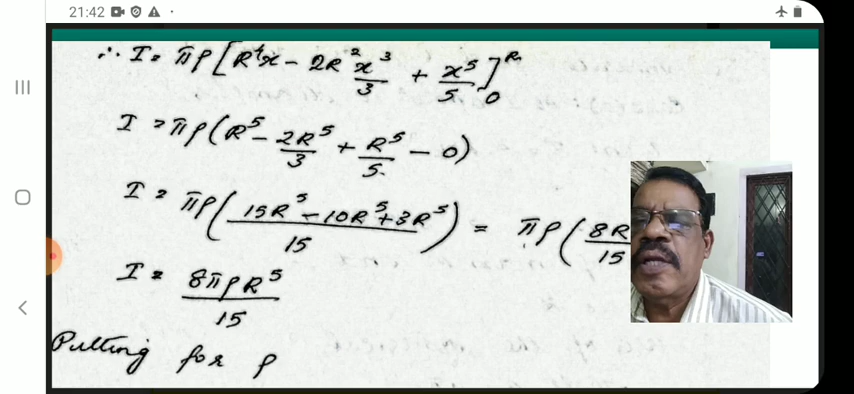 21:42
∴ I = πρ[R⁴x - 2R² x³/3 + x⁵/5]₀ᴿ
I = πρ(R⁵ - 2R⁵/3 + R⁵/5 - 0)
I = πρ((15R⁵ - 10R⁵ + 3R⁵)/15) = πρ(8R/15
I = 8πρR⁵/15
Putting for ρ